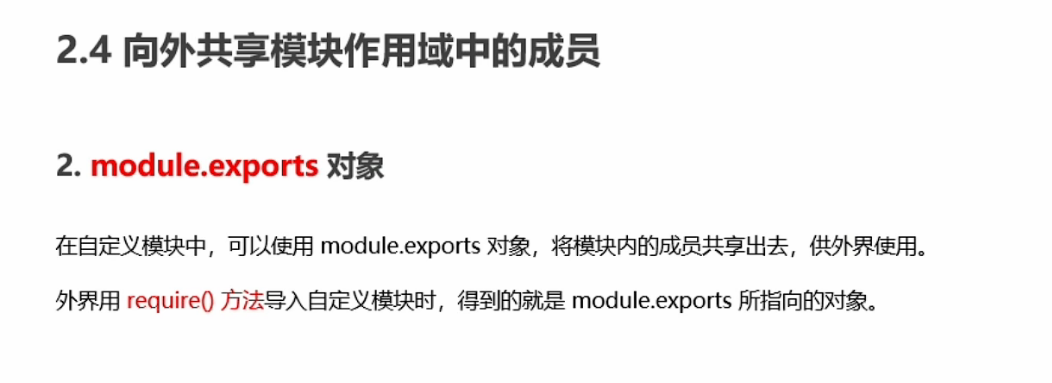 2.4 向外共享模块作用域中的成员
2. module.exports 对象
在自定义模块中，可以使用 module.exports 对象，将模块内的成员共享出去，供外界使用。
外界用 require() 方法导入自定义模块时，得到的就是 module.exports 所指向的对象。